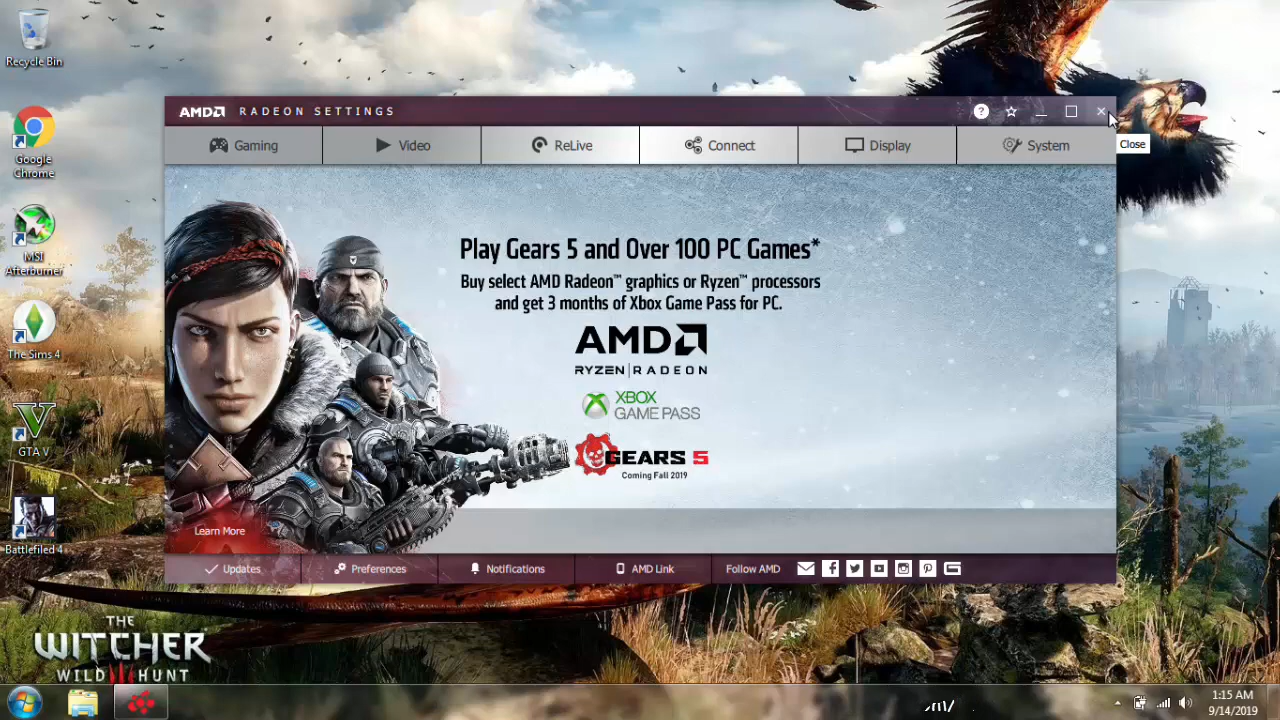 Recycle Bin
Google
Chrome
MSI
Afterburner
The Sims 4
GTA V
Battlefiled 4
AMD RADEON SETTINGS
?
Gaming
Video
ReLive
Connect
Display
System
Close
Play Gears 5 and Over 100 PC Games*
Buy select AMD Radeon™ graphics or Ryzen™ processors
and get 3 months of Xbox Game Pass for PC.
AMD
RYZEN | RADEON
XBOX
GAME PASS
GEARS 5
Coming Fall 2019
Learn More
Updates
Preferences
Notifications
AMD Link
Follow AMD
THE
WITCHER
WILD HUNT
1:15 AM
9/14/2019